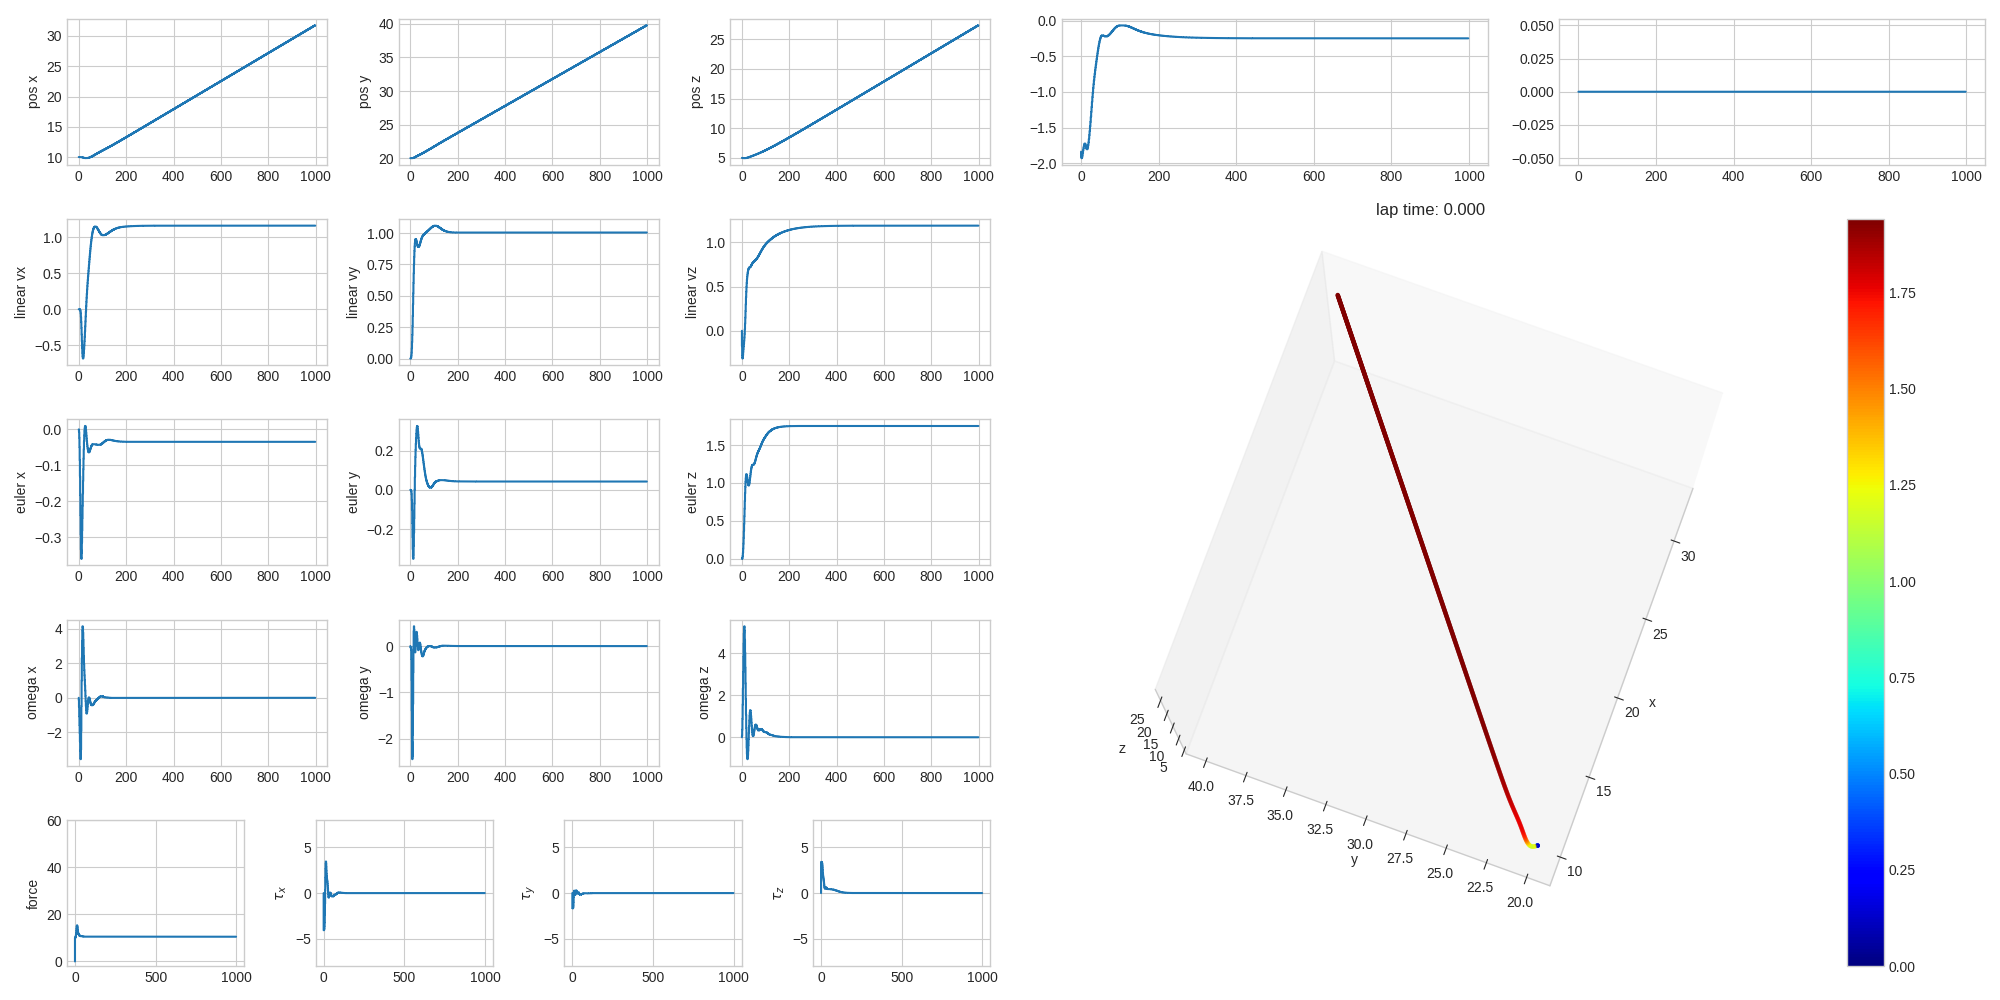 30
25
20
15
10
pos x
0 200 400 600 800 1000
40
35
30
25
20
pos y
0 200 400 600 800 1000
25
20
15
10
5
pos z
0 200 400 600 800 1000
0.0
−0.5
−1.0
−1.5
−2.0
0 200 400 600 800 1000
0.050
0.025
0.000
−0.025
−0.050
0 200 400 600 800 1000
1.0
0.5
0.0
−0.5
linear vx
0 200 400 600 800 1000
1.00
0.75
0.50
0.25
0.00
linear vy
0 200 400 600 800 1000
1.0
0.5
0.0
linear vz
0 200 400 600 800 1000
0.0
−0.1
−0.2
−0.3
euler x
0 200 400 600 800 1000
0.2
0.0
−0.2
euler y
0 200 400 600 800 1000
1.5
1.0
0.5
0.0
euler z
0 200 400 600 800 1000
4
2
0
−2
omega x
0 200 400 600 800 1000
0
−1
−2
omega y
0 200 400 600 800 1000
4
2
0
omega z
0 200 400 600 800 1000
60
40
20
0
force
0 500 1000
5
0
−5
τx
0 500 1000
5
0
−5
τy
0 500 1000
5
0
−5
τz
0 500 1000
lap time: 0.000
30
25
20 x
15
10
25
20
15
10
5
z
40.0
37.5
35.0
32.5
30.0
27.5
25.0
22.5
20.0
y
1.75
1.50
1.25
1.00
0.75
0.50
0.25
0.00